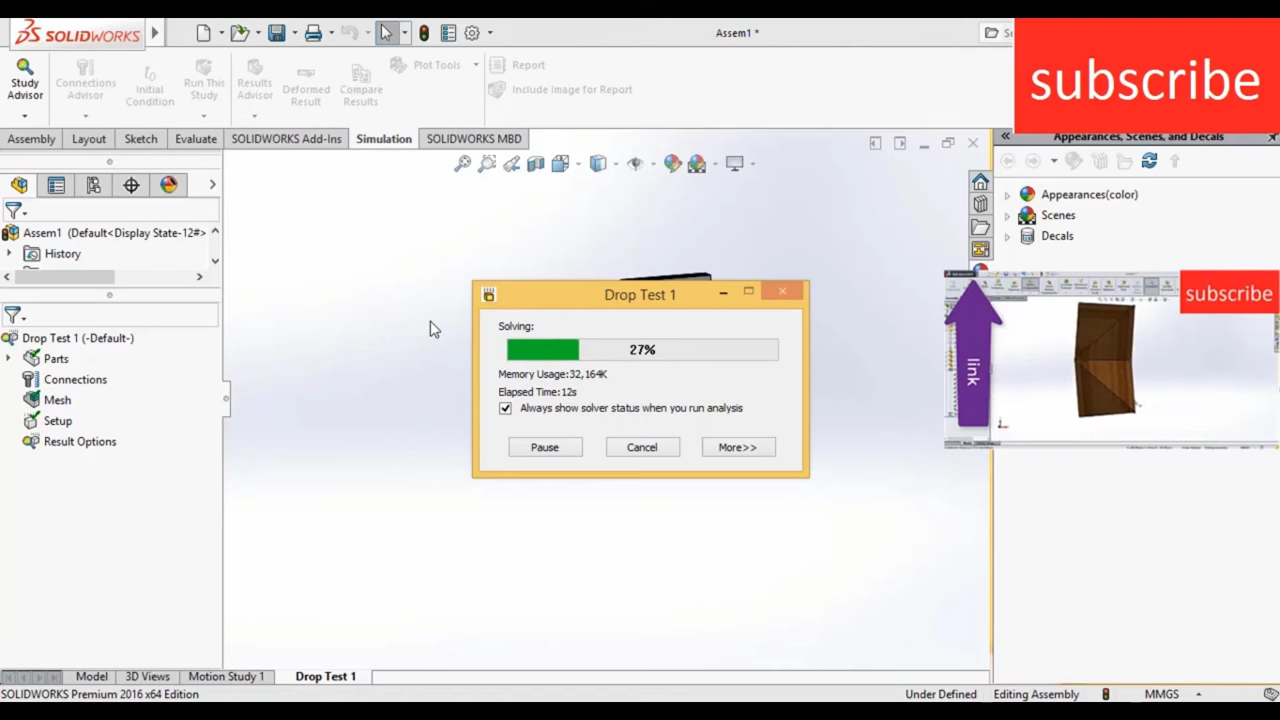 SOLIDWORKS
Assem1 *
subscribe
Study Advisor
Connections Advisor
Initial Condition
Run This Study
Results Advisor
Deformed Result
Compare Results
Plot Tools
Report
Include Image for Report
Assembly
Layout
Sketch
Evaluate
SOLIDWORKS Add-Ins
Simulation
SOLIDWORKS MBD
Appearances, Scenes, and Decals
Assem1 (Default<Display State-12#>
History
Appearances(color)
Scenes
Decals
Drop Test 1 (-Default-)
Parts
Connections
Mesh
Setup
Result Options
Drop Test 1
Solving:
27%
Memory Usage:32,164K
Elapsed Time:12s
Always show solver status when you run analysis
Pause
Cancel
More>>
subscribe
link
Model
3D Views
Motion Study 1
Drop Test 1
SOLIDWORKS Premium 2016 x64 Edition
Under Defined
Editing Assembly
MMGS